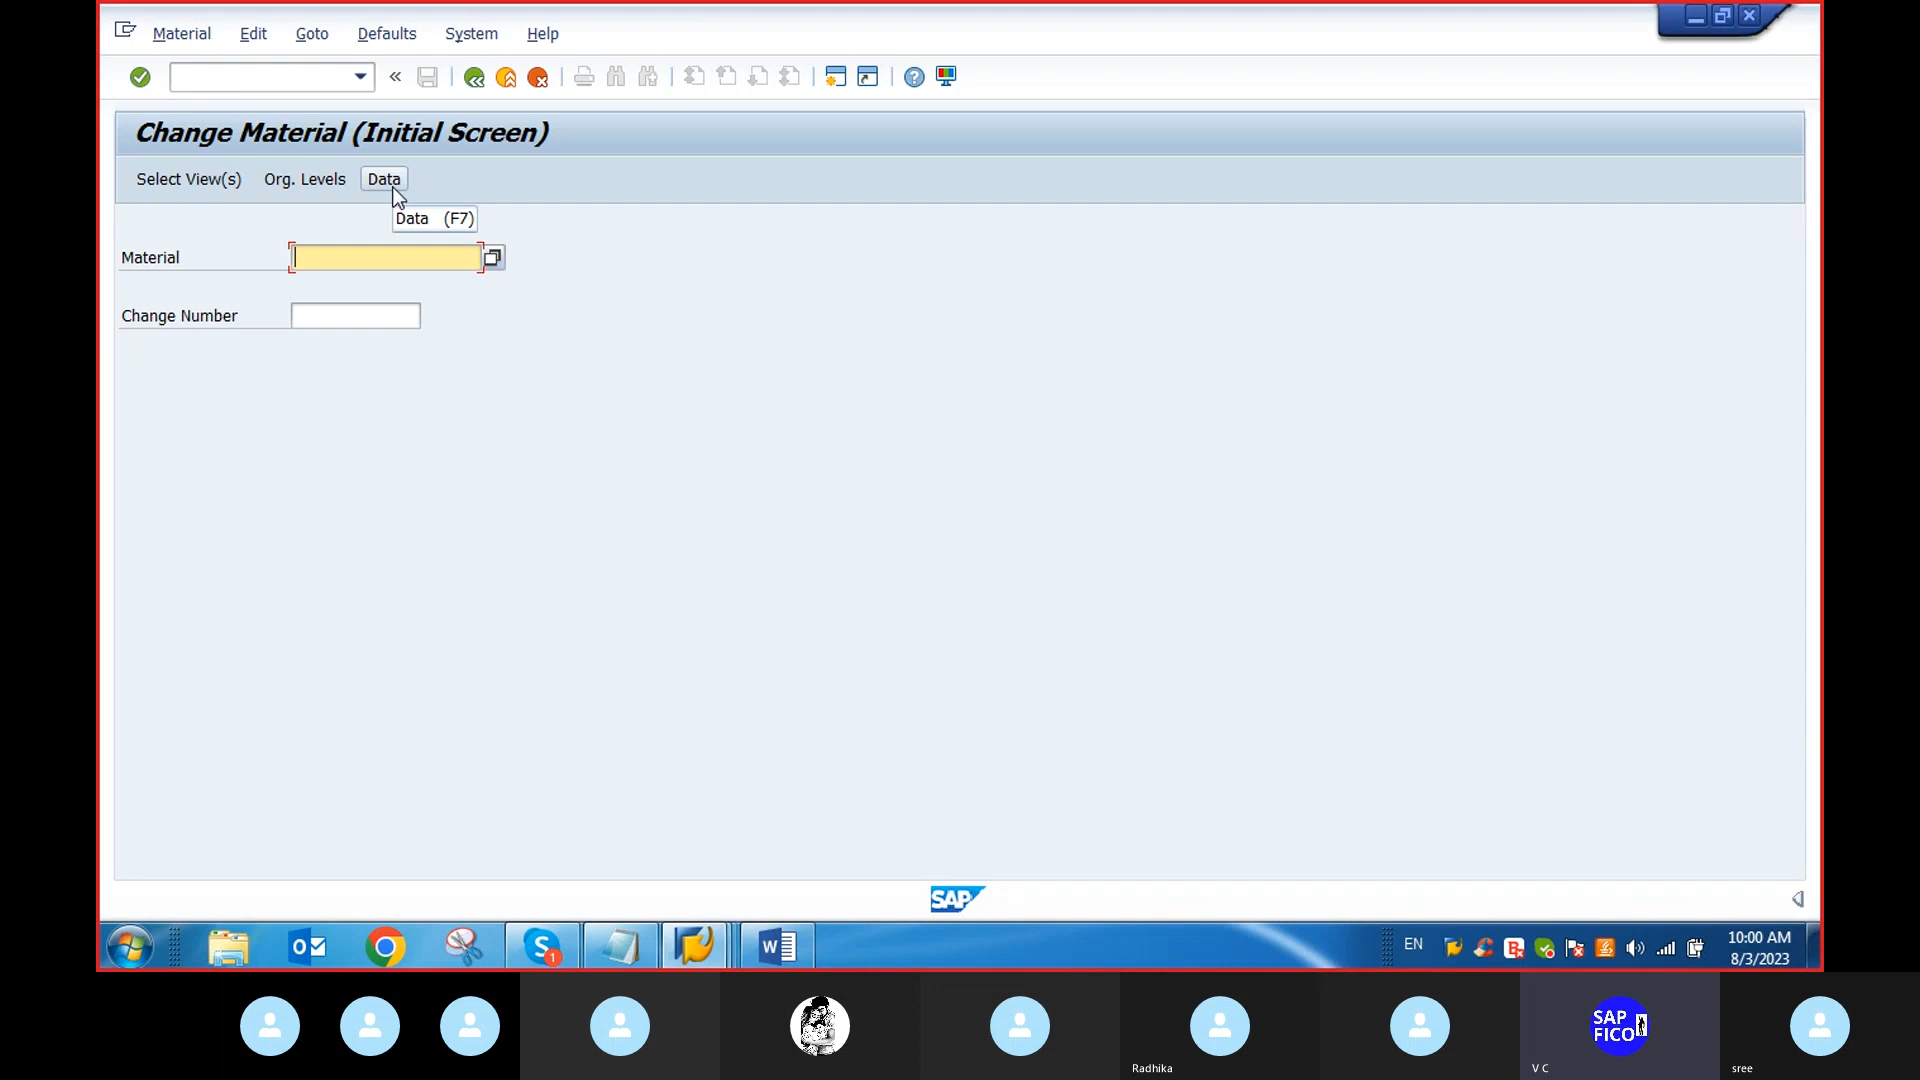 Material Edit Goto Defaults System Help
Change Material (Initial Screen)
Select View(s) Org. Levels Data
Data (F7)
Material
Change Number
SAP
EN
10:00 AM
8/3/2023
SAP
FICO
Radhika
V C
sree